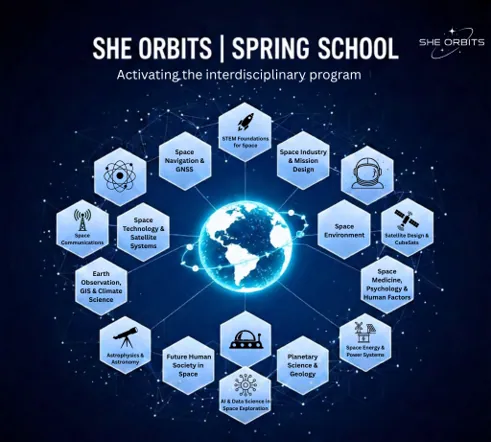 SHE ORBITS | SPRING SCHOOL
SHE ORBITS
Activating the interdisciplinary program
STEM Foundations
for Space
Space
Navigation &
GNSS
Space Industry
& Mission
Design
Space
Communications
Space
Technology &
Satellite
Systems
Space
Environment
Satellite Design &
CubeSats
Earth
Observation,
GIS & Climate
Science
Space
Medicine,
Psychology &
Human Factors
Astrophysics &
Astronomy
Future Human
Society in
Space
Planetary
Science &
Geology
Space Energy &
Power Systems
AI & Data Science in
Space Exploration